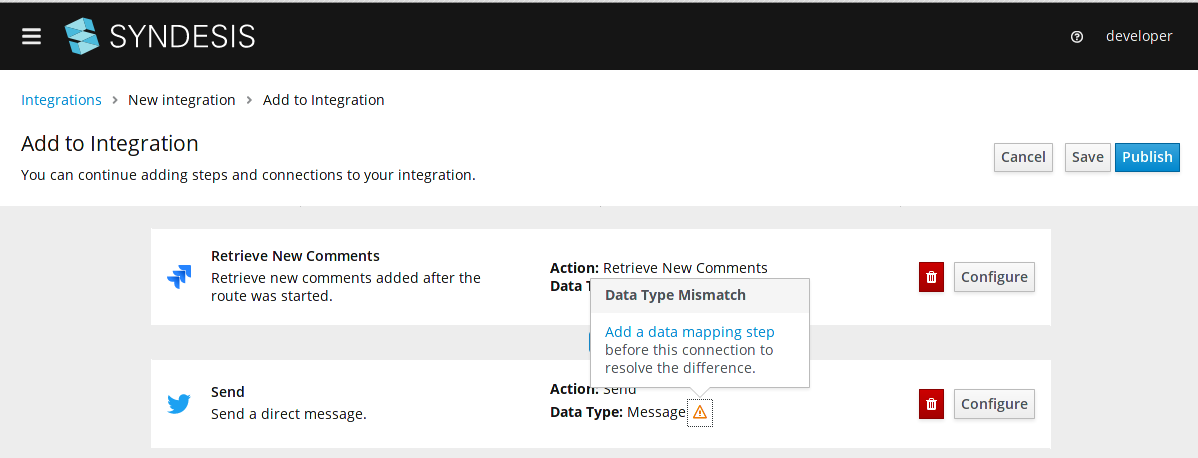 SYNDESIS
developer
Integrations > New integration > Add to Integration
Add to Integration
You can continue adding steps and connections to your integration.
Cancel
Save
Publish
Retrieve New Comments
Retrieve new comments added after the
route was started.
Action: Retrieve New Comments
Data
Configure
Data Type Mismatch
Add a data mapping step
before this connection to
resolve the difference.
Send
Send a direct message.
Action: Send
Data Type: Message
Configure